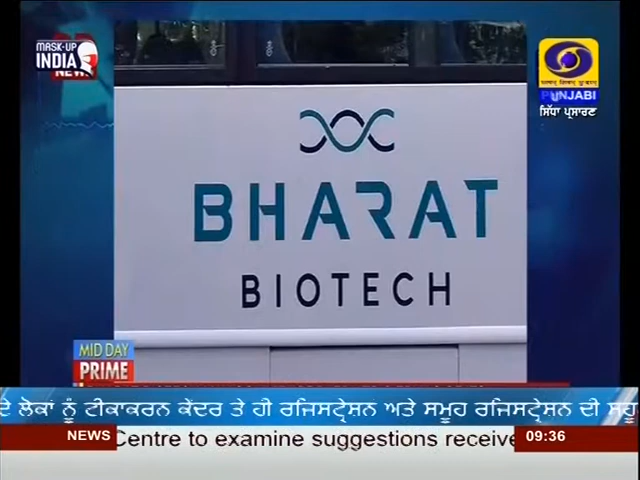 MASK-UP
INDIA
NEWS
PUNJABI
ਸਿੱਧਾ ਪ੍ਰਸਾਰਣ
BHARAT
BIOTECH
MID DAY
PRIME
ਦੇ ਲੋਕਾਂ ਨੂੰ ਟੀਕਾਕਰਨ ਕੇਂਦਰ ਤੇ ਹੀ ਰਜਿਸਟ੍ਰੇਸ਼ਨ ਅਤੇ ਸਮੂਹ ਰਜਿਸਟ੍ਰੇਸ਼ਨ ਦੀ ਸਹੂ
NEWS Centre to examine suggestions receive 09:36